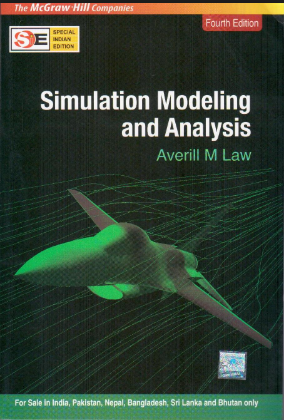 The McGraw·Hill Companies
Fourth Edition
SIE
SPECIAL
INDIAN
EDITION
Simulation Modeling
and Analysis
Averill M Law
For Sale in India, Pakistan, Nepal, Bangladesh, Sri Lanka and Bhutan only